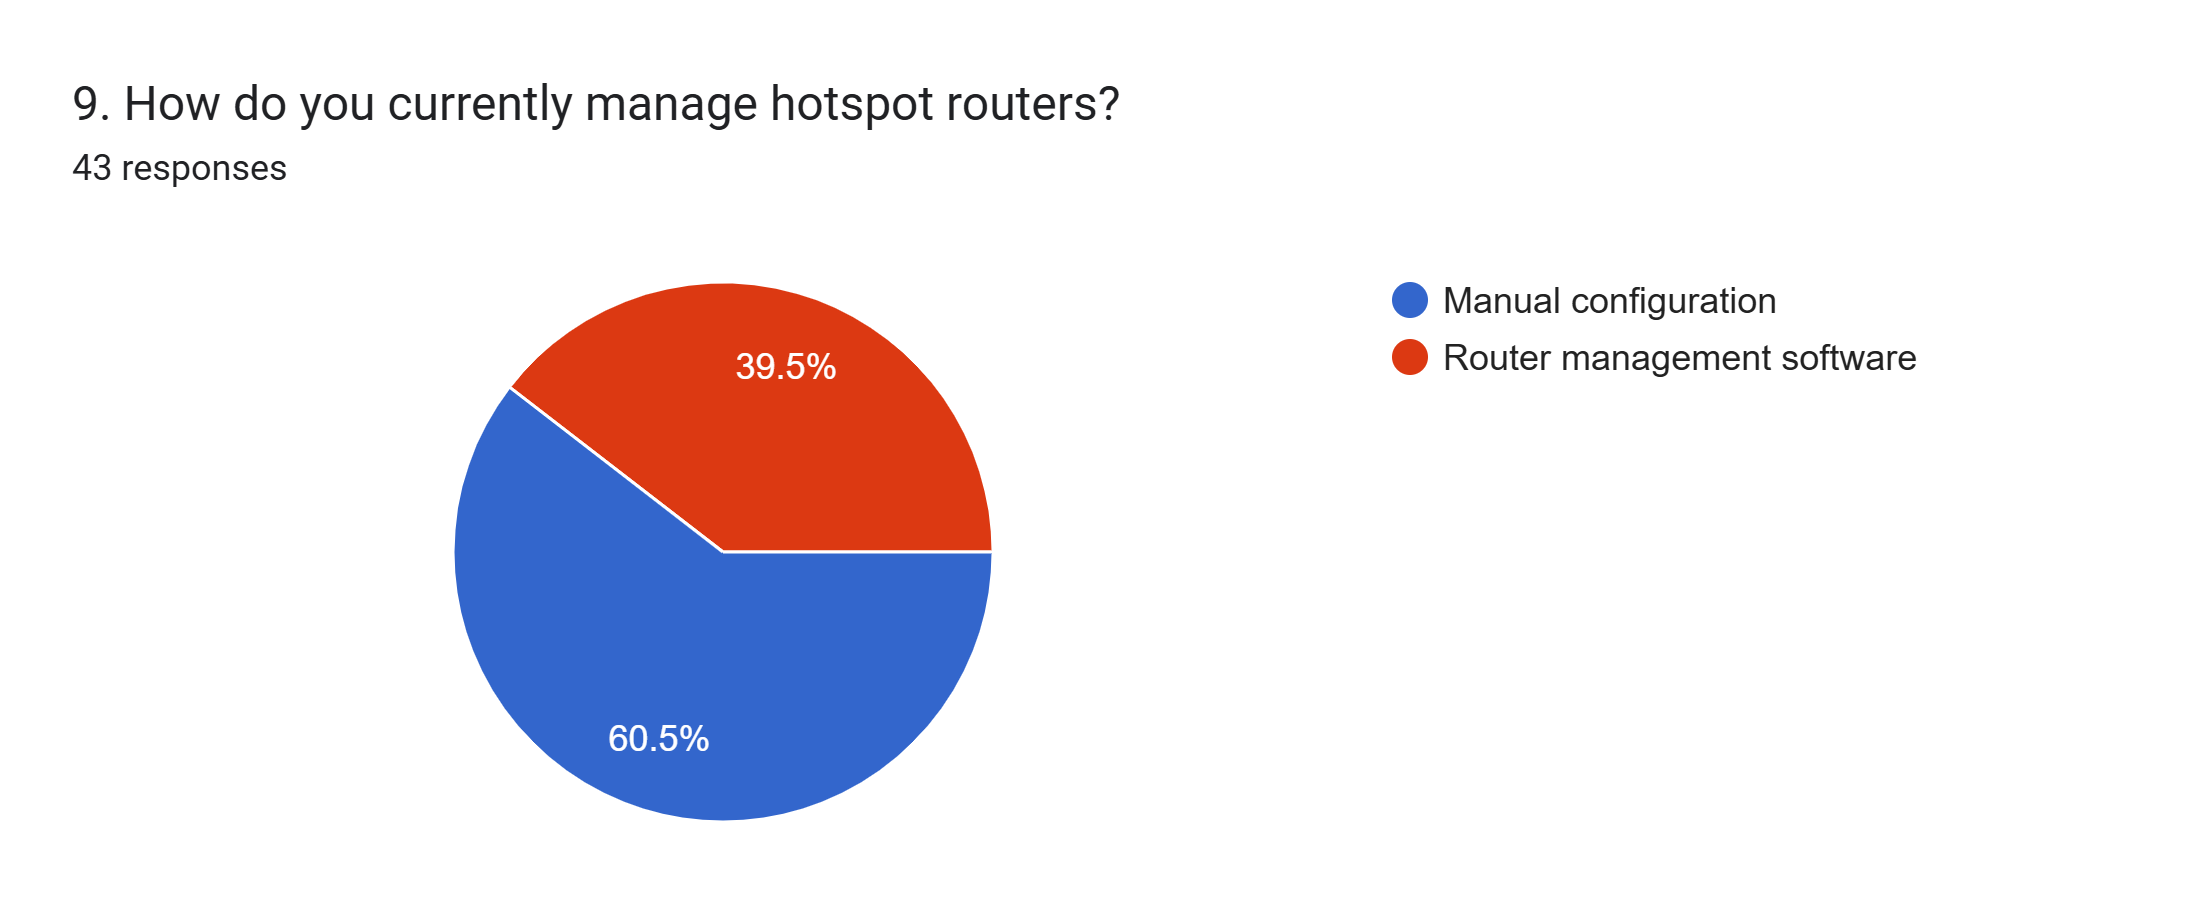 9. How do you currently manage hotspot routers?
43 responses
39.5%
60.5%
Manual configuration
Router management software